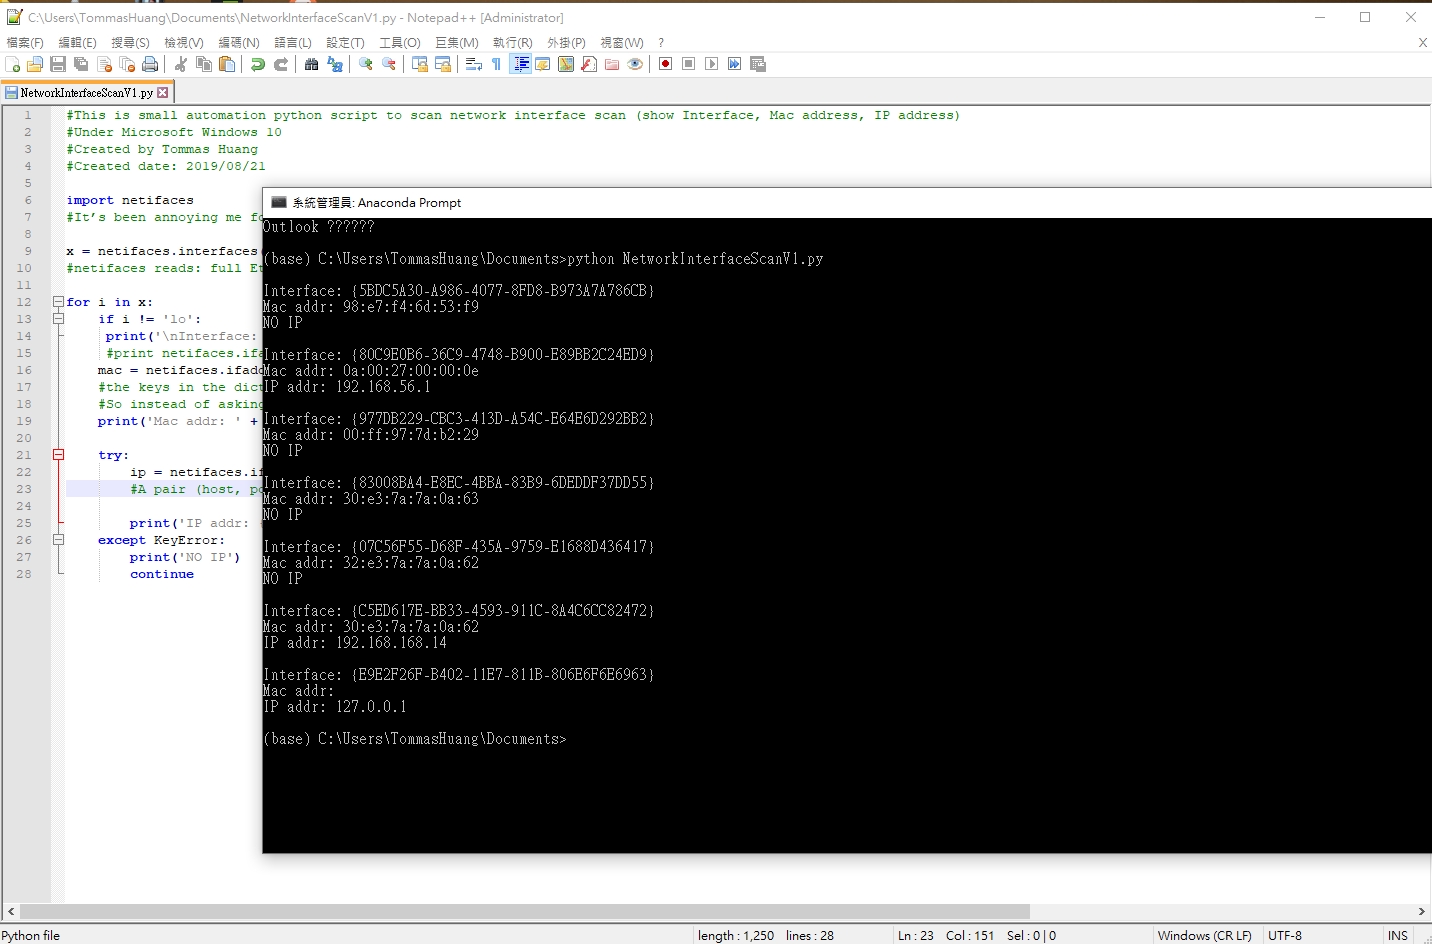 C:\Users\TommasHuang\Documents\NetworkInterfaceScanV1.py - Notepad++ [Administrator]
檔案(F) 編輯(E) 搜尋(S) 檢視(V) 編碼(N) 語言(L) 設定(T) 工具(O) 巨集(M) 執行(R) 外掛(P) 視窗(W) ? X
NetworkInterfaceScanV1.py
1 #This is small automation python script to scan network interface scan (show Interface, Mac address, IP address)
2 #Under Microsoft Windows 10
3 #Created by Tommas Huang
4 #Created date: 2019/08/21
5
6 import netifaces
7 #It's been annoying me fo
8
9 x = netifaces.interfaces(
10 #netifaces reads: full Et
11
12 for i in x:
13 if i != 'lo':
14 print('\nInterface:
15 #print netifaces.ifa
16 mac = netifaces.ifadd
17 #the keys in the dict
18 #So instead of asking
19 print('Mac addr: ' +
20
21 try:
22 ip = netifaces.if
23 #A pair (host, po
24
25 print('IP addr:
26 except KeyError:
27 print('NO IP')
28 continue
系統管理員: Anaconda Prompt
Outlook ??????
(base) C:\Users\TommasHuang\Documents>python NetworkInterfaceScanV1.py
Interface: {5BDC5A30-A986-4077-8FD8-B973A7A786CB}
Mac addr: 98:e7:f4:6d:53:f9
NO IP
Interface: {80C9E0B6-36C9-4748-B900-E89BB2C24ED9}
Mac addr: 0a:00:27:00:00:0e
IP addr: 192.168.56.1
Interface: {977DB229-CBC3-413D-A54C-E64E6D292BB2}
Mac addr: 00:ff:97:7d:b2:29
NO IP
Interface: {83008BA4-E8EC-4BBA-83B9-6DEDDF37DD55}
Mac addr: 30:e3:7a:7a:0a:63
NO IP
Interface: {07C56F55-D68F-435A-9759-E1688D436417}
Mac addr: 32:e3:7a:7a:0a:62
NO IP
Interface: {C5ED617E-BB33-4593-911C-8A4C6CC82472}
Mac addr: 30:e3:7a:7a:0a:62
IP addr: 192.168.168.14
Interface: {E9E2F26F-B402-11E7-811B-806E6F6E6963}
Mac addr:
IP addr: 127.0.0.1
(base) C:\Users\TommasHuang\Documents>
Python file length : 1,250 lines : 28 Ln : 23 Col : 151 Sel : 0 | 0 Windows (CR LF) UTF-8 INS